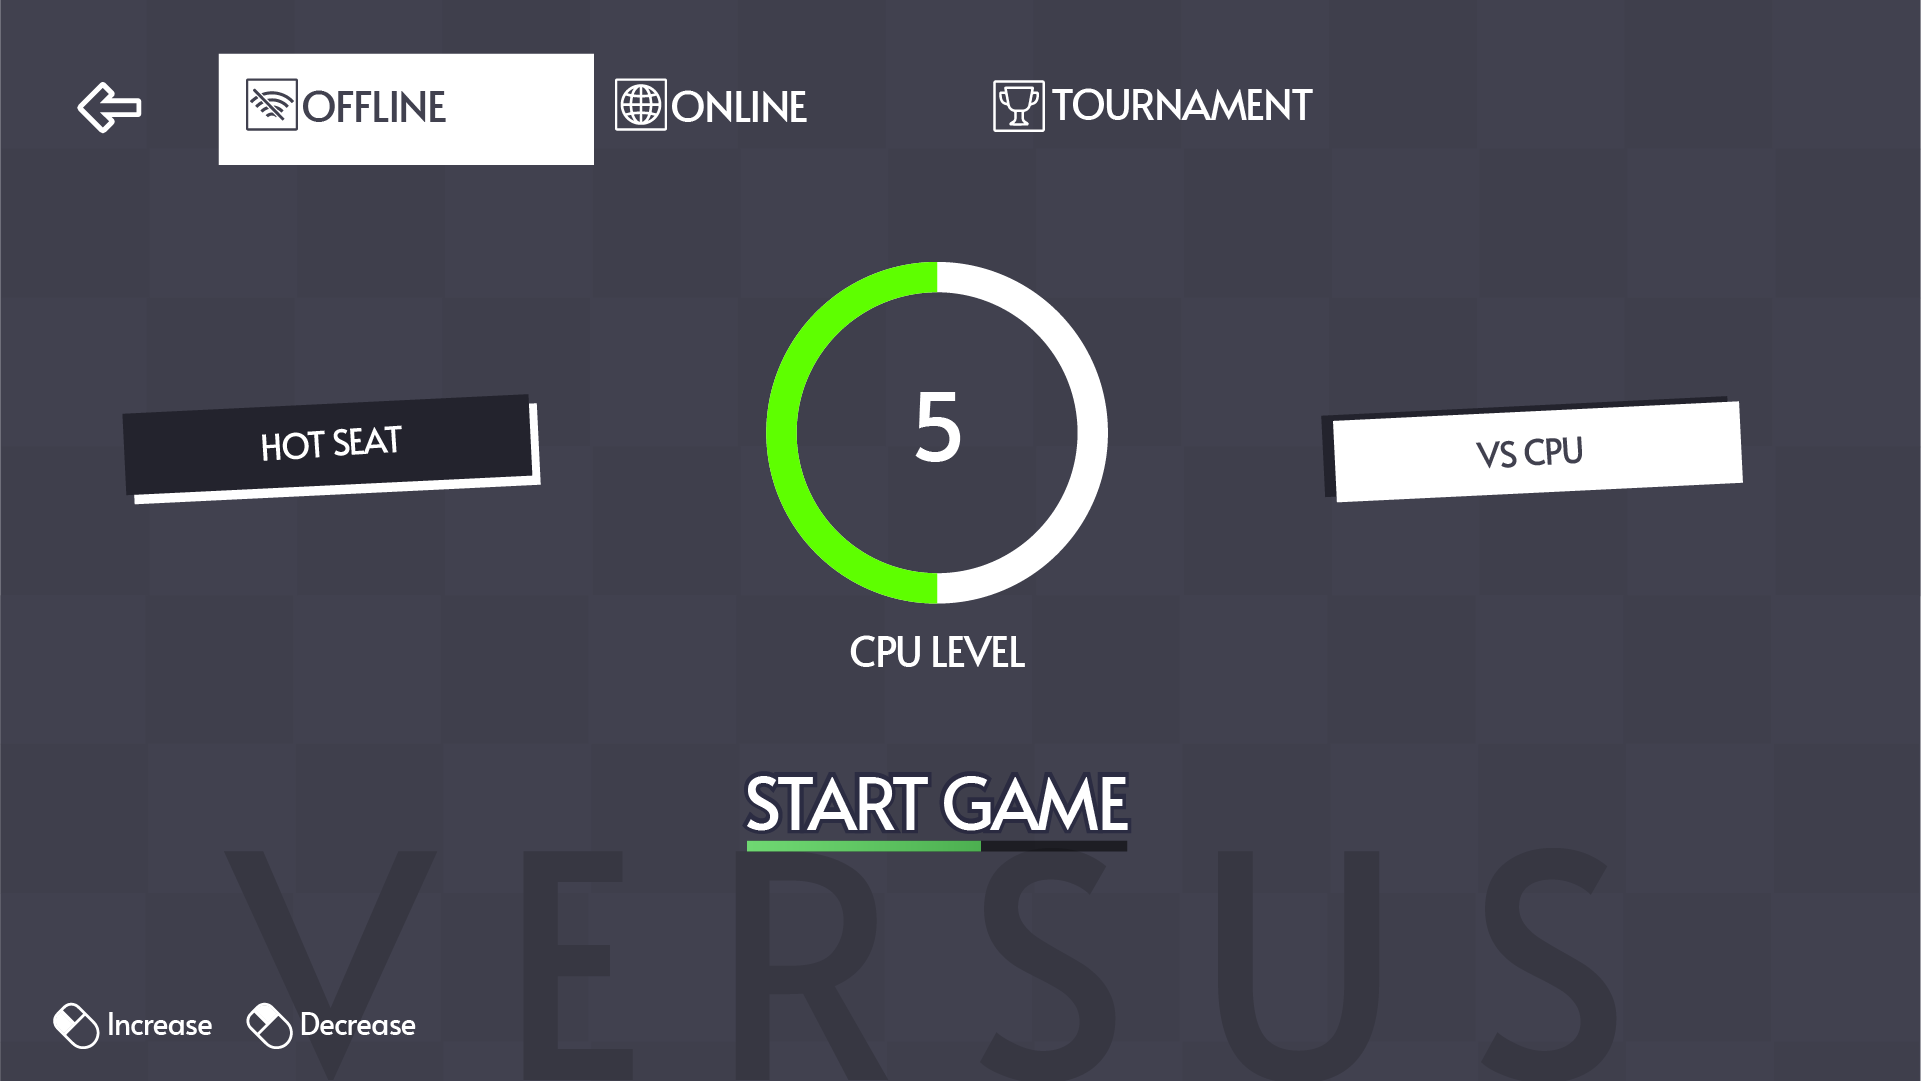 OFFLINE
ONLINE
TOURNAMENT
HOT SEAT
5
VS CPU
CPU LEVEL
START GAME
VERSUS
Increase
Decrease